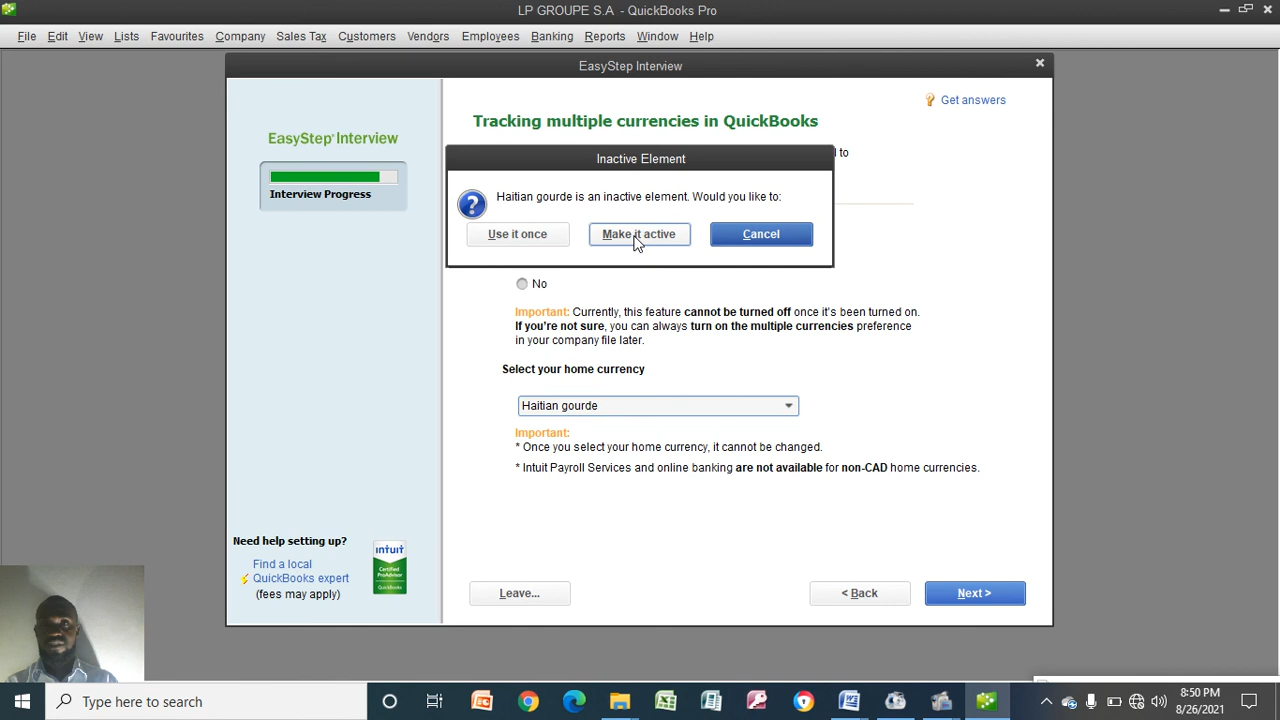 LP GROUPE S.A - QuickBooks Pro
File Edit View Lists Favourites Company Sales Tax Customers Vendors Employees Banking Reports Window Help
EasyStep Interview
Get answers
EasyStep Interview
Interview Progress
Tracking multiple currencies in QuickBooks
to
Inactive Element
Haitian gourde is an inactive element. Would you like to:
Use it once Make it active Cancel
No
Important: Currently, this feature cannot be turned off once it's been turned on.
If you're not sure, you can always turn on the multiple currencies preference
in your company file later.
Select your home currency
Haitian gourde
Important:
* Once you select your home currency, it cannot be changed.
* Intuit Payroll Services and online banking are not available for non-CAD home currencies.
Need help setting up?
Find a local
QuickBooks expert
(fees may apply)
intuit
Leave... < Back Next >
Type here to search
8:50 PM
8/26/2021